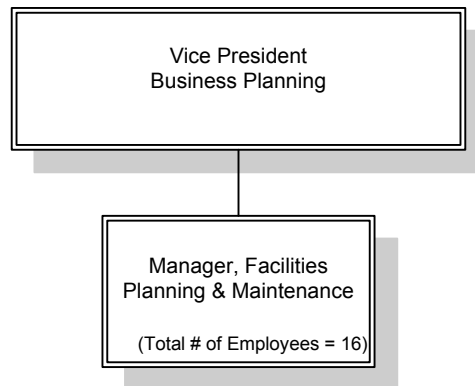 Vice President
Business Planning
Manager, Facilities
Planning & Maintenance
(Total # of Employees = 16)